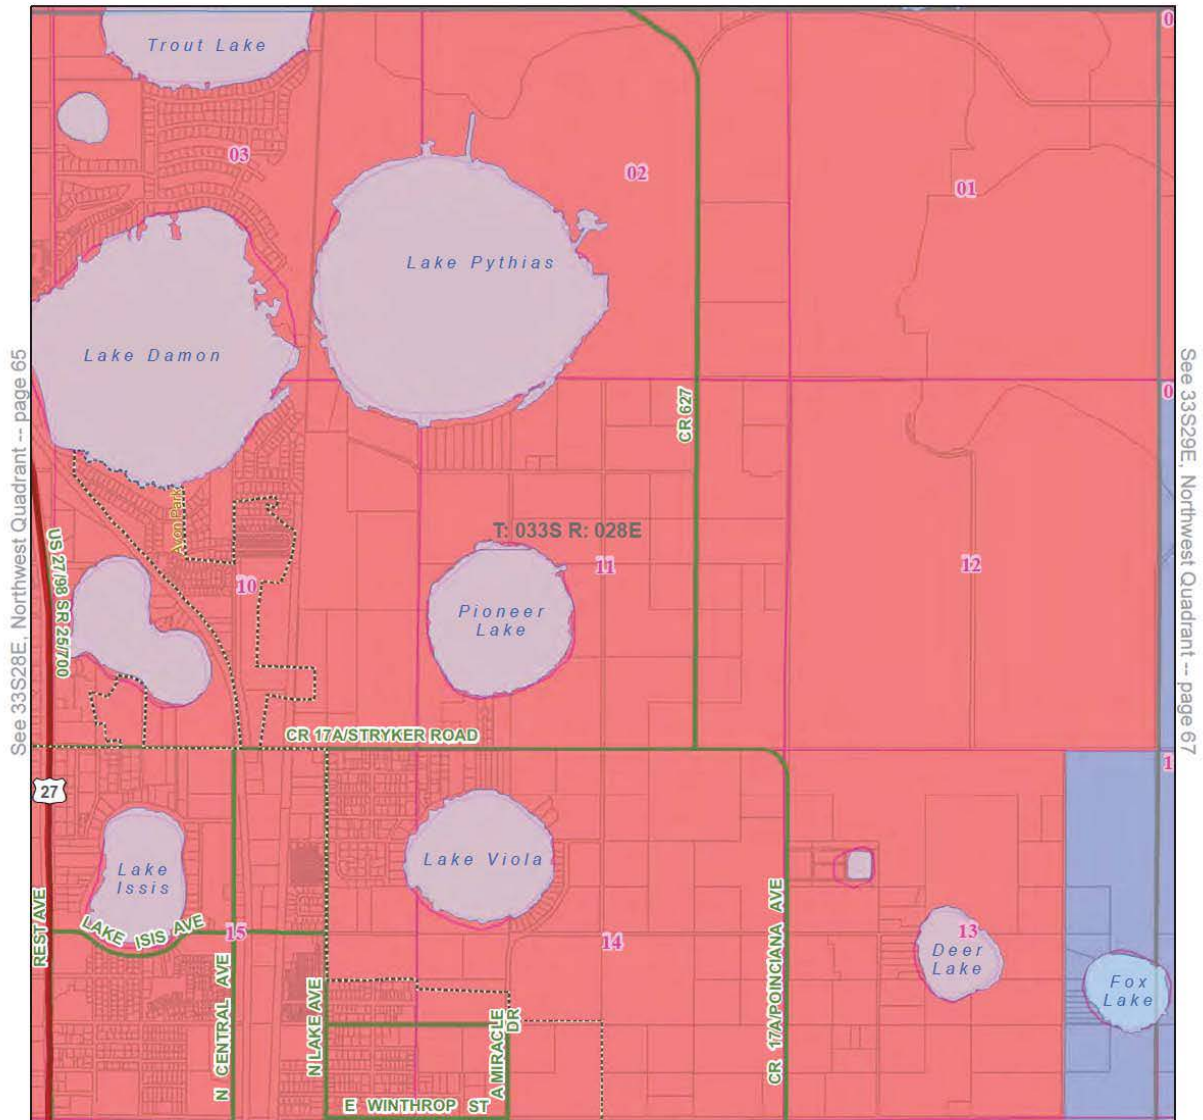 Trout Lake
0
03
02
01
Lake Pythias
Lake Damon
See 33S28E, Northwest Quadrant -- page 65
See 33S29E, Northwest Quadrant -- page 67
0
CR 627
Avon Park
T: 033S R: 028E
US 27/98 SR 25/700
10
11
12
Pioneer
Lake
CR 17A/STRYKER ROAD
1
27
Lake
Issis
Lake Viola
REST AVE
LAKE ISIS AVE
15
14
CR 17A/POINCIANA AVE
13
Deer
Lake
Fox
Lake
N CENTRAL AVE
N LAKE AVE
A MIRACLE
DR
E WINTHROP ST